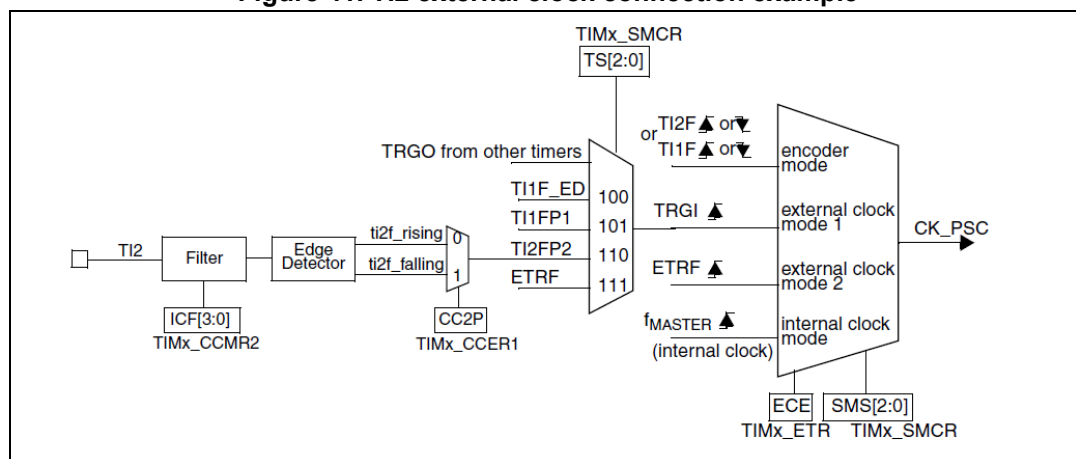 TIMx_SMCR
TS[2:0]
TRGO from other timers
TI1F_ED
100
TI1FP1
101
TI2FP2
110
ETRF
111
TI2
Filter
ICF[3:0]
TIMx_CCMR2
Edge
Detector
ti2f_rising
ti2f_falling
0
1
CC2P
TIMx_CCER1
or TI2F or
TI1F or
encoder
mode
TRGI
external clock
mode 1
ETRF
external clock
mode 2
fMASTER
(internal clock)
internal clock
mode
CK_PSC
ECE
TIMx_ETR
SMS[2:0]
TIMx_SMCR